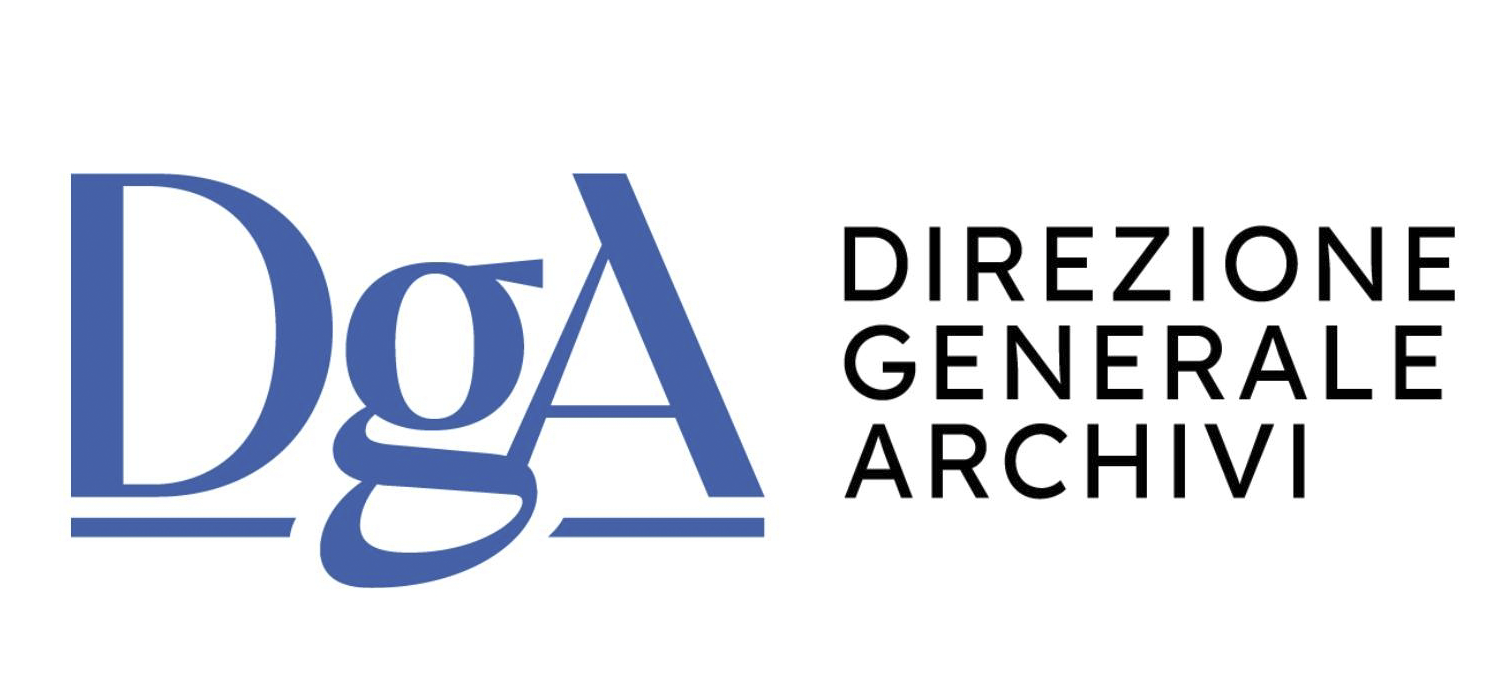 DgA
DIREZIONE
GENERALE
ARCHIVI